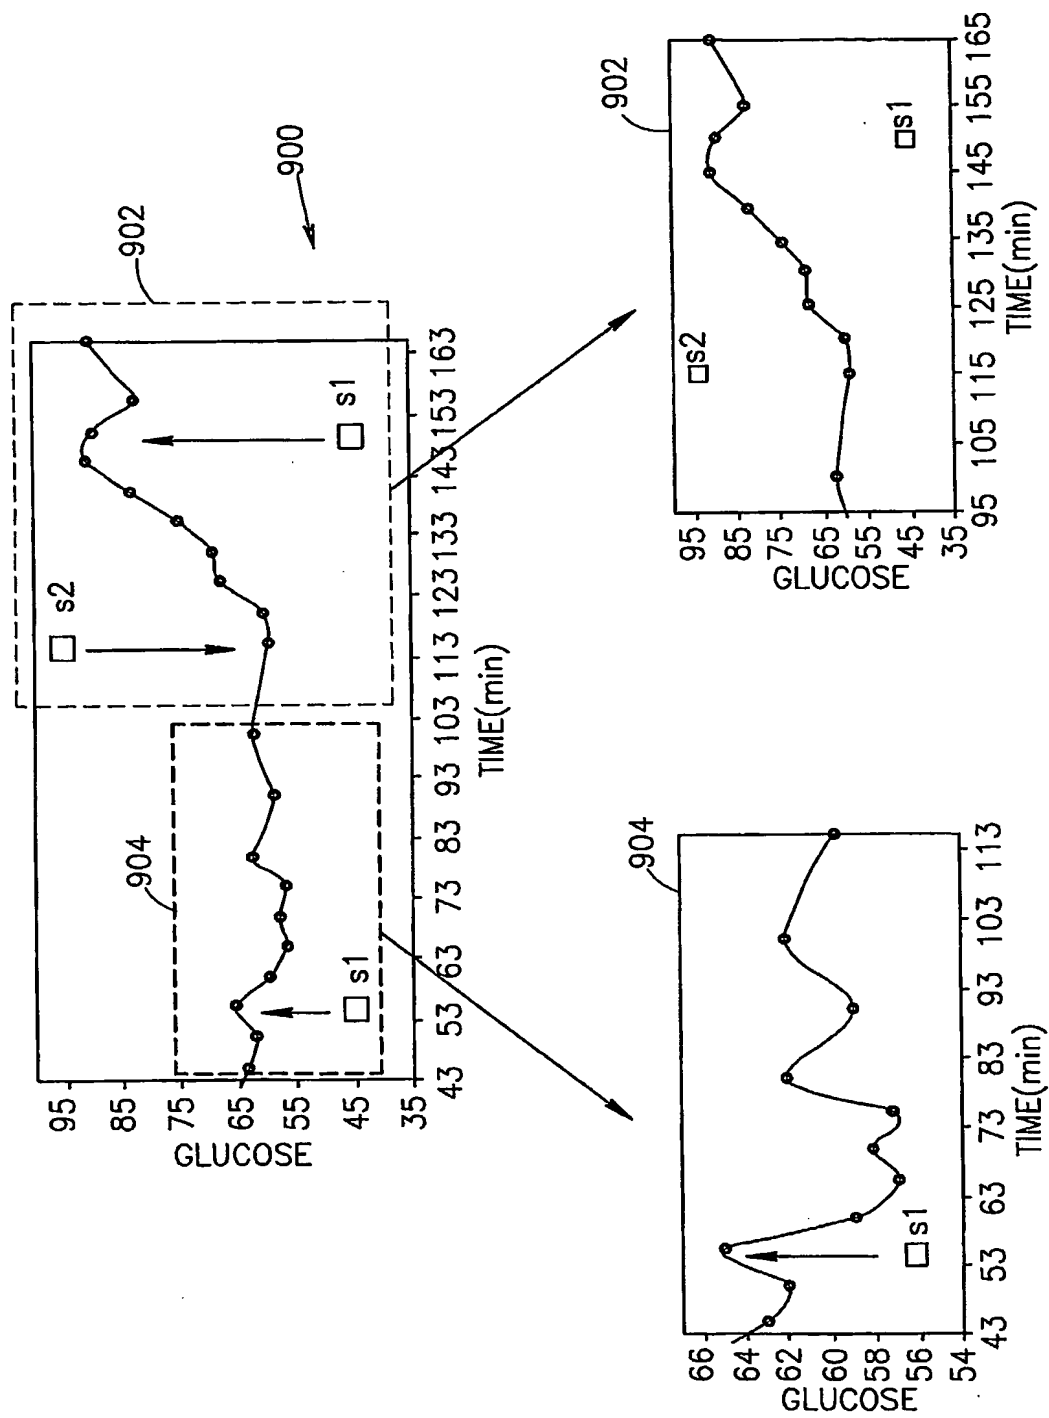 900
902
904
s2
s1
s1
95
85
75
65
55
45
35
GLUCOSE
43 53 63 73 83 93 103 113 123 133 143 153 163
TIME(min)
904
66
64
62
60
58
56
54
GLUCOSE
s1
43 53 63 73 83 93 103 113
TIME(min)
902
95
85
75
65
55
45
35
GLUCOSE
s2
s1
95 105 115 125 135 145 155 165
TIME(min)